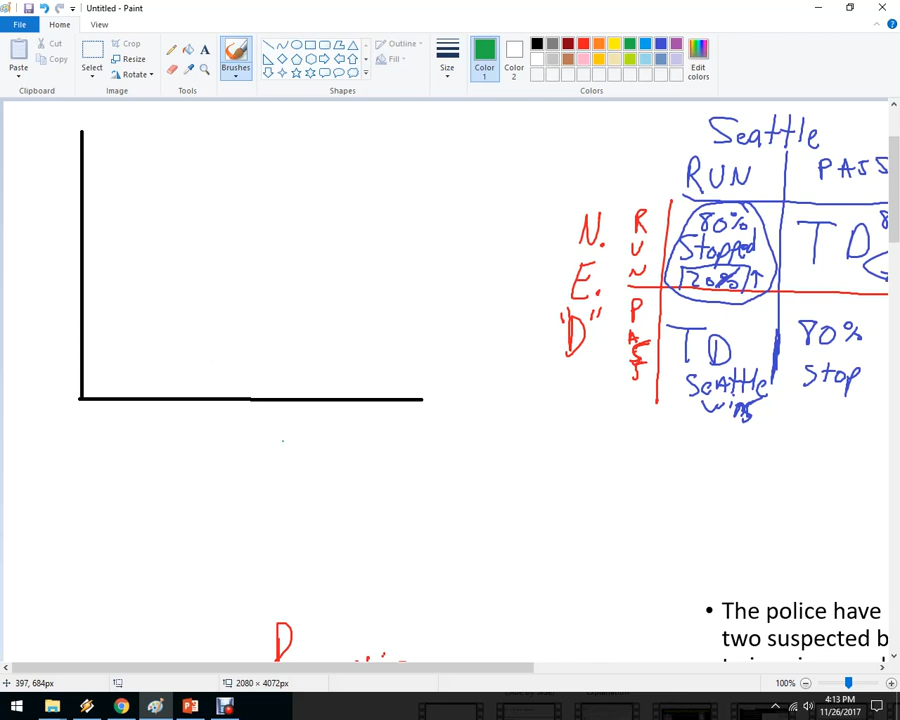 Untitled - Paint
File Home View
Paste
Cut
Copy
Clipboard
Select
Crop
Resize
Rotate
Image
A
Tools
Brushes
Shapes
Outline
Fill
Size
Color 1
Color 2
Edit colors
Colors
Seattle
RUN PASS
N. E. "D"
RUN
80% Stopped 20% ↑
TD
PASS
TD Seattle wins
80% Stop
• The police have
two suspected b
397, 684px
2080 × 4072px
100%
4:13 PM
11/26/2017